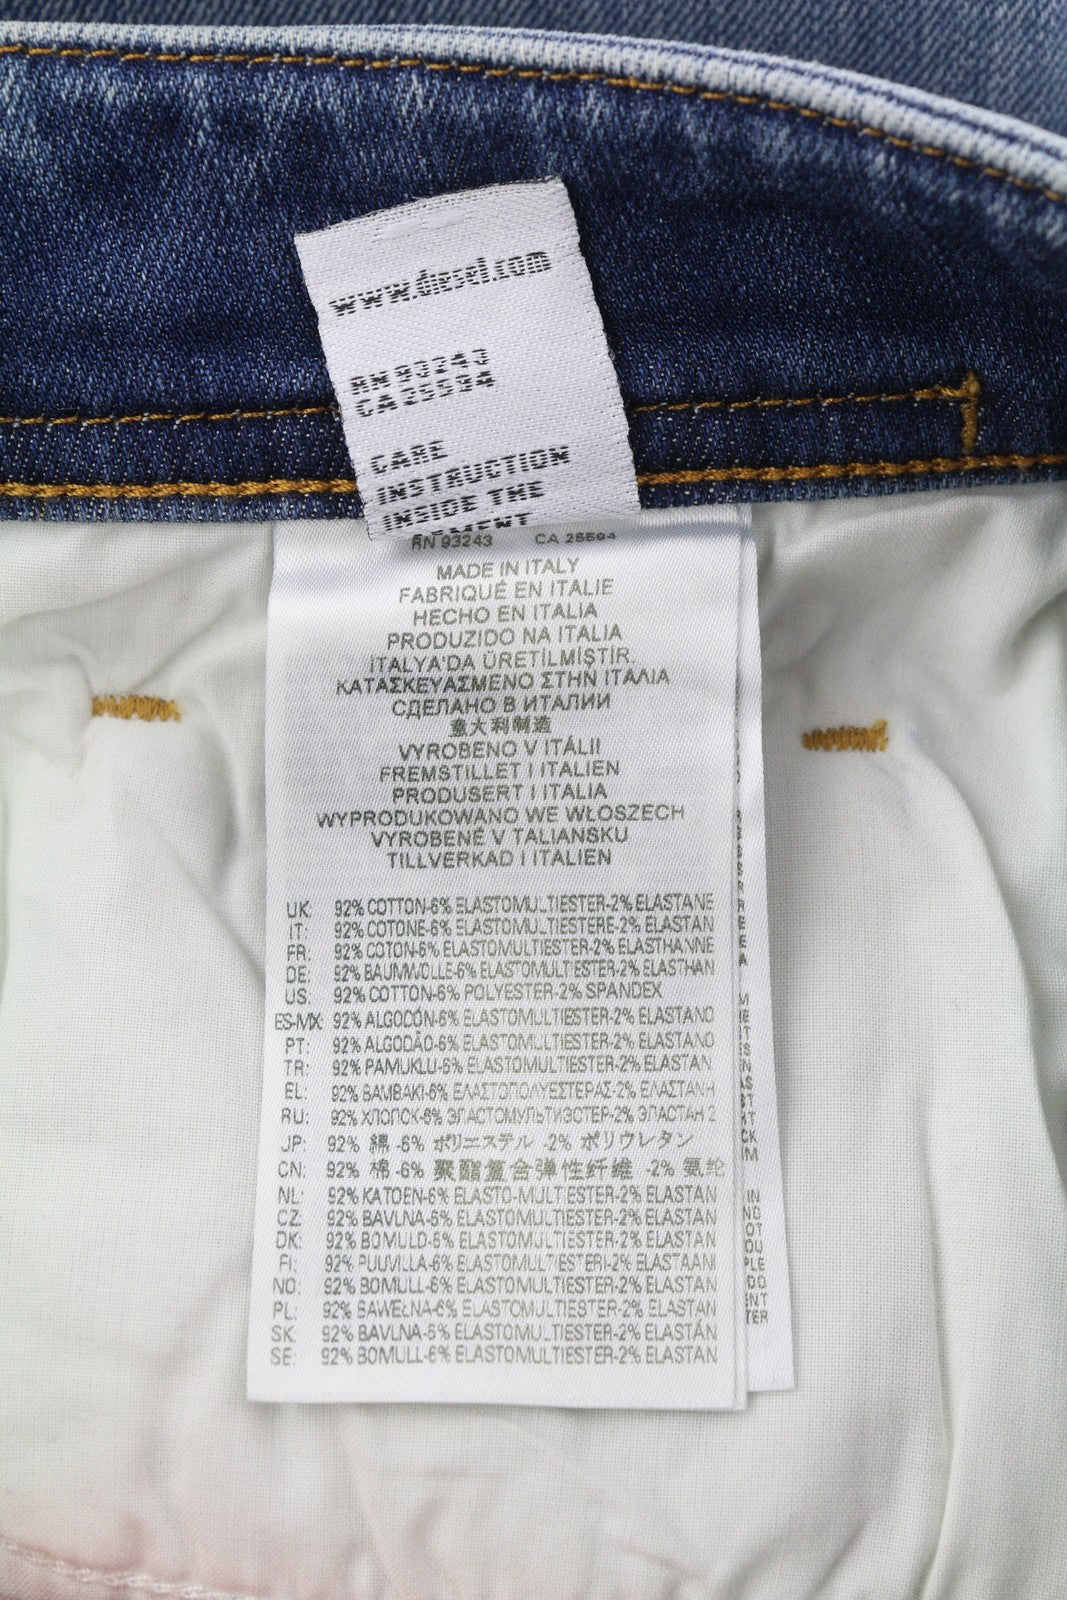 www.diesel.com
RN 93243
CA 25594
CARE
INSTRUCTION
INSIDE THE
RN 93243 CA 25594
MADE IN ITALY
FABRIQUÉ EN ITALIE
HECHO EN ITALIA
PRODUZIDO NA ITALIA
İTALYA'DA ÜRETİLMİŞTİR
ΚΑΤΑΣΚΕΥΑΣΜΕΝΟ ΣΤΗΝ ΙΤΑΛΙΑ
СДЕЛАНО В ИТАЛИИ
意大利制造
VYROBENO V ITÁLII
FREMSTILLET I ITALIEN
PRODUSERT I ITALIA
WYPRODUKOWANO WE WŁOSZECH
VYROBENÉ V TALIANSKU
TILLVERKAD I ITALIEN
UK: 92% COTTON-6% ELASTOMULTIESTER-2% ELASTANE
IT: 92% COTONE-6% ELASTOMULTIESTERE-2% ELASTAN
FR: 92% COTON-6% ELASTOMULTIESTER-2% ELASTHANNE
DE: 92% BAUMWOLLE-6% ELASTOMULTIESTER-2% ELASTHAN
US: 92% COTTON-6% POLYESTER-2% SPANDEX
ES-MX: 92% ALGODÓN-6% ELASTOMULTIESTER-2% ELASTANO
PT: 92% ALGODÃO-6% ELASTOMULTIESTER-2% ELASTANO
TR: 92% PAMUKLU-6% ELASTOMULTIESTER-2% ELASTAN
EL: 92% ΒΑΜΒΑΚΙ-6% ΕΛΑΣΤΟΠΟΛΥΕΣΤΕΡΑΣ-2% ΕΛΑΣΤΑΝΗ
RU: 92% ХЛОПОК-6% ЭЛАСТОМУЛЬТИЭСТЕР-2% ЭЛАСТАН 2
JP: 92% 綿 -6% ポリエステル -2% ポリウレタン
CN: 92% 棉 -6% 聚酯复合弹性纤维 -2% 氨纶
NL: 92% KATOEN-6% ELASTO-MULTIESTER-2% ELASTAN
CZ: 92% BAVLNA-6% ELASTOMULTIESTER-2% ELASTAN
DK: 92% BOMULD-6% ELASTOMULTIESTER-2% ELASTAN
FI: 92% PUUVILLA-6% ELASTOMULTIESTERI-2% ELASTAANI
NO: 92% BOMULL-6% ELASTOMULTIESTER-2% ELASTAN
PL: 92% BAWEŁNA-6% ELASTOMULTIESTER-2% ELASTAN
SK: 92% BAVLNA-6% ELASTOMULTIESTER-2% ELASTÁN
SE: 92% BOMULL-6% ELASTOMULTIESTER-2% ELASTAN